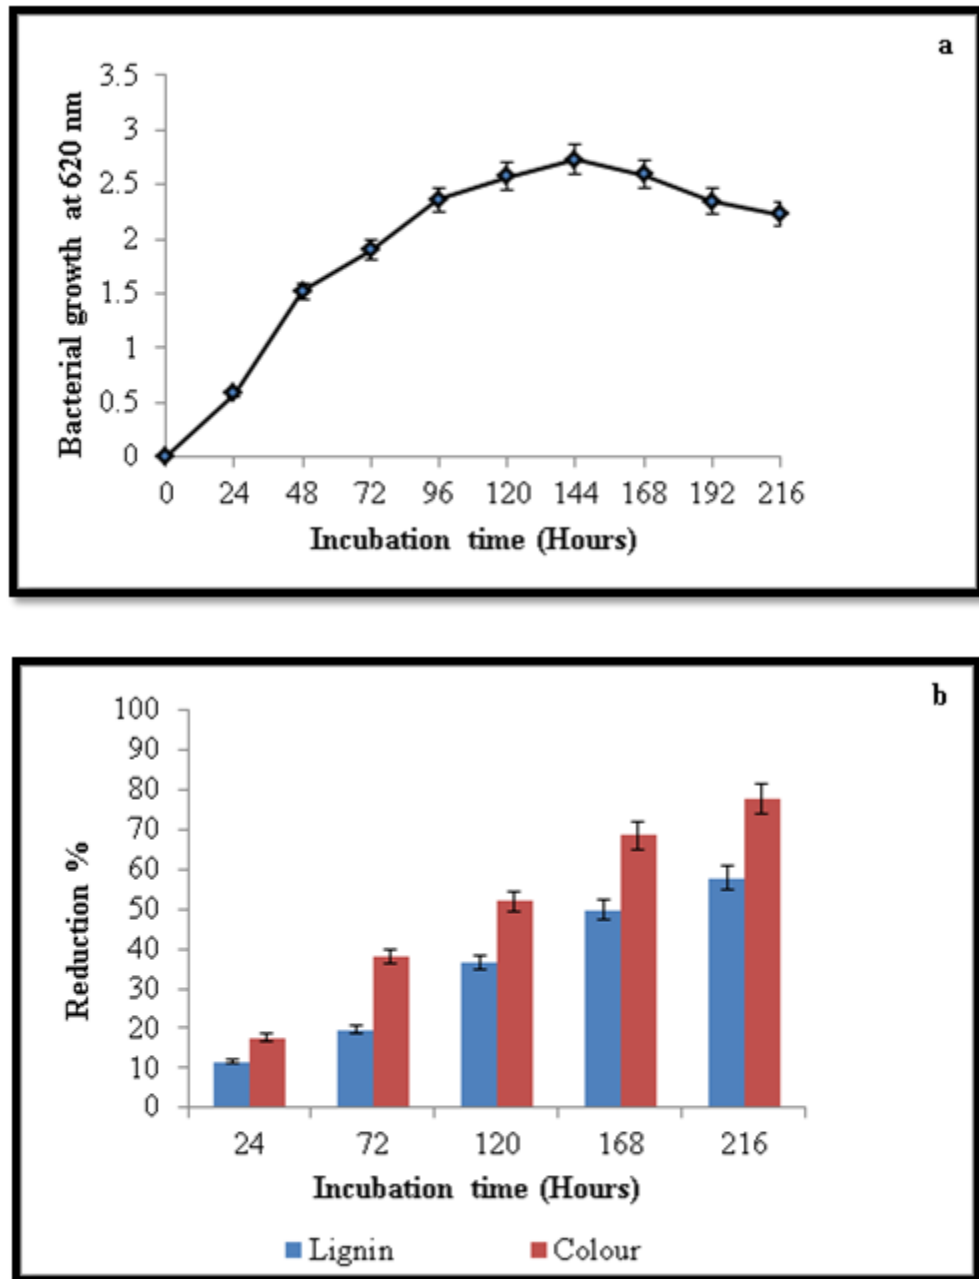 a
3.5
3
2.5
2
1.5
1
0.5
0
Bacterial growth at 620 nm
0 24 48 72 96 120 144 168 192 216
Incubation time (Hours)
b
100
90
80
70
60
50
40
30
20
10
0
Reduction %
24 72 120 168 216
Incubation time (Hours)
Lignin Colour